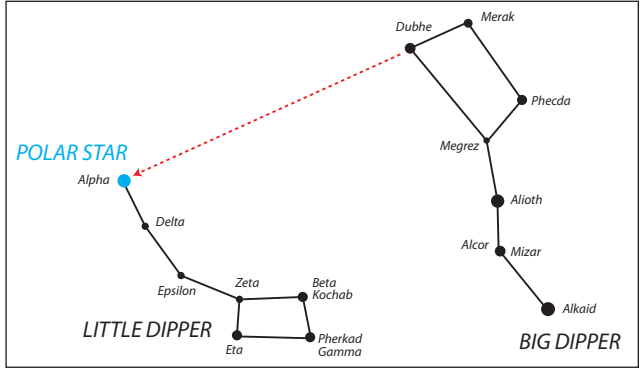 Dubhe
Merak
Phecda
Megrez
POLAR STAR
Alpha
Delta
Alioth
Alcor
Mizar
Epsilon
Zeta
Beta
Kochab
Alkaid
LITTLE DIPPER
Eta
Pherkad
Gamma
BIG DIPPER